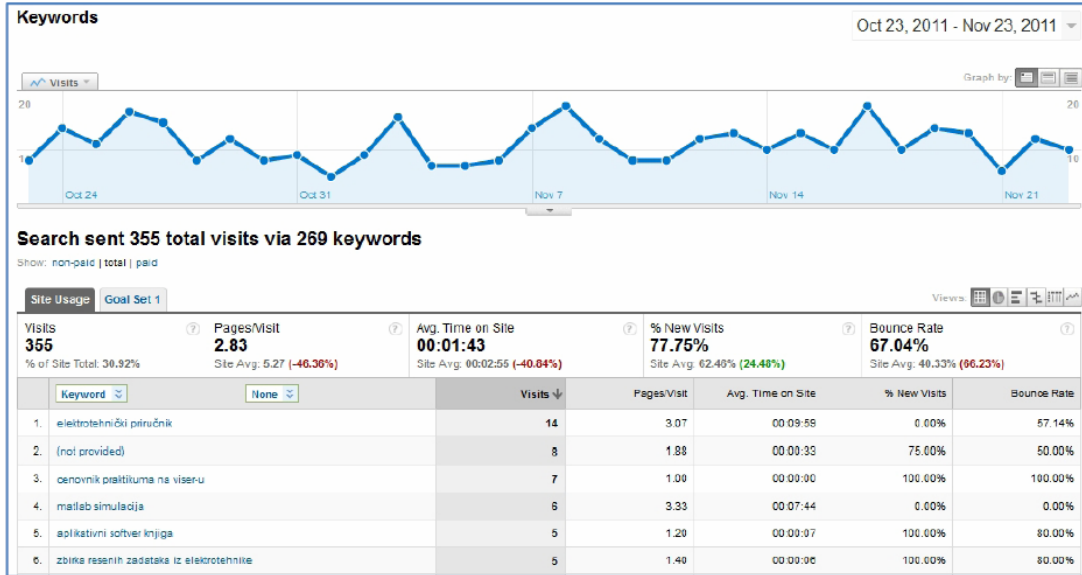 Keywords
Oct 23, 2011 - Nov 23, 2011
Visits
Graph by:
20 20
10 10
Oct 24 Oct 31 Nov 7 Nov 14 Nov 21
Search sent 355 total visits via 269 keywords
Show: non-paid | total | paid
Site Usage Goal Set 1 Views:
Visits ? Pages/Visit ? Avg. Time on Site ? % New Visits ? Bounce Rate ?
355 2.83 00:01:43 77.75% 67.04%
% of Site Total: 30.92% Site Avg: 5.27 (-46.36%) Site Avg: 00:02:55 (-40.84%) Site Avg: 62.46% (24.48%) Site Avg: 40.33% (66.23%)
Keyword None Visits Pages/Visit Avg. Time on Site % New Visits Bounce Rate
1. elektrotehnički priručnik 14 3.07 00:09:59 0.00% 57.14%
2. (not provided) 8 1.88 00:00:33 75.00% 50.00%
3. cenovnik praktikuma na viser-u 7 1.00 00:00:00 100.00% 100.00%
4. matlab simulacija 6 3.33 00:07:44 0.00% 0.00%
5. aplikativni softver knjiga 5 1.20 00:00:07 100.00% 80.00%
6. zbirka resenih zadataka iz elektrotehnike 5 1.40 00:00:06 100.00% 80.00%